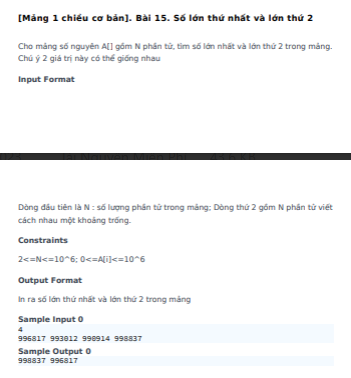 [Mảng 1 chiều cơ bản]. Bài 15. Số lớn thứ nhất và lớn thứ 2
Cho mảng số nguyên A[] gồm N phần tử, tìm số lớn nhất và lớn thứ 2 trong mảng.
Chú ý 2 giá trị này có thể giống nhau
Input Format
Dòng đầu tiên là N : số lượng phần tử trong mảng; Dòng thứ 2 gồm N phần tử viết
cách nhau một khoảng trống.
Constraints
2<=N<=10^6; 0<=A[i]<=10^6
Output Format
In ra số lớn thứ nhất và lớn thứ 2 trong mảng
Sample Input 0
4
996817 993012 990914 998837
Sample Output 0
998837 996817